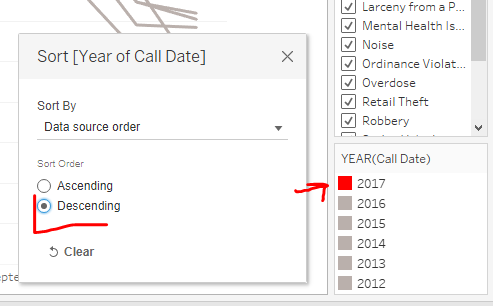 Larceny from a P...
Mental Health Is...
Noise
Ordinance Violat...
Overdose
Retail Theft
Robbery
Sort [Year of Call Date]
Sort By
Data source order
Sort Order
Ascending
Descending
Clear
YEAR(Call Date)
2017
2016
2015
2014
2013
2012